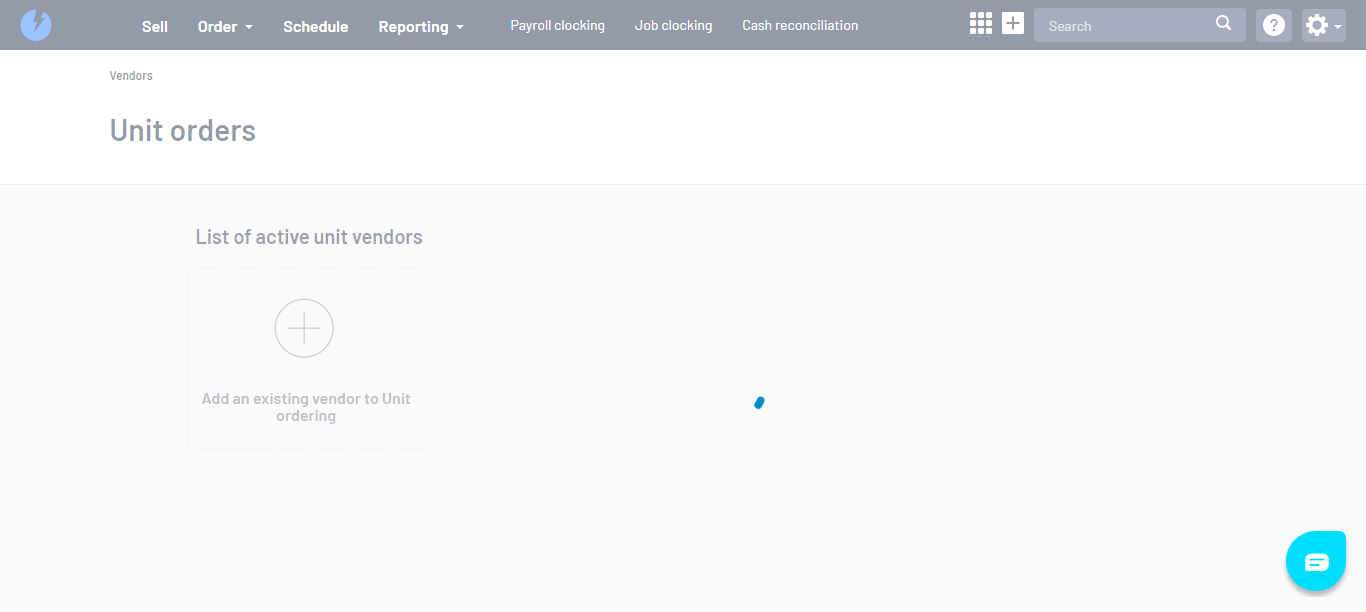 Sell Order Schedule Reporting Payroll clocking Job clocking Cash reconciliation Search ?
Vendors
Unit orders
List of active unit vendors
Add an existing vendor to Unit
ordering